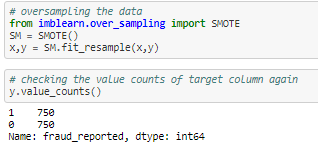 # oversampling the data
from imblearn.over_sampling import SMOTE
SM = SMOTE()
x,y = SM.fit_resample(x,y)
# checking the value counts of target column again
y.value_counts()
1    750
0    750
Name: fraud_reported, dtype: int64